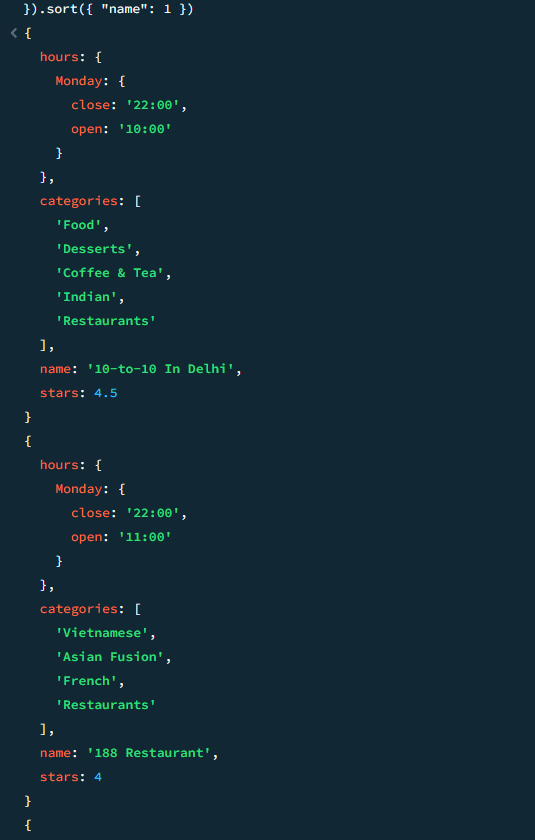 }).sort({ "name": 1 })
< {
hours: {
Monday: {
close: '22:00',
open: '10:00'
}
},
categories: [
'Food',
'Desserts',
'Coffee & Tea',
'Indian',
'Restaurants'
],
name: '10-to-10 In Delhi',
stars: 4.5
}
{
hours: {
Monday: {
close: '22:00',
open: '11:00'
}
},
categories: [
'Vietnamese',
'Asian Fusion',
'French',
'Restaurants'
],
name: '188 Restaurant',
stars: 4
}
{